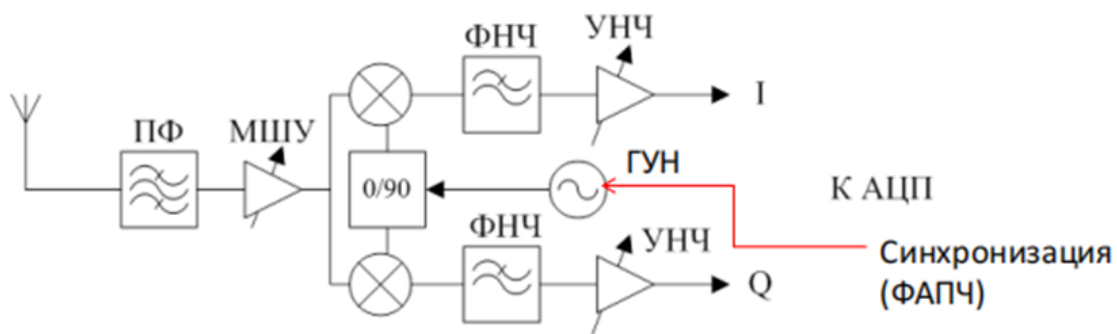 ФНЧ
УНЧ
I
ПФ
МШУ
0/90
ГУН
К АЦП
ФНЧ
УНЧ
Q
Синхронизация
(ФАПЧ)